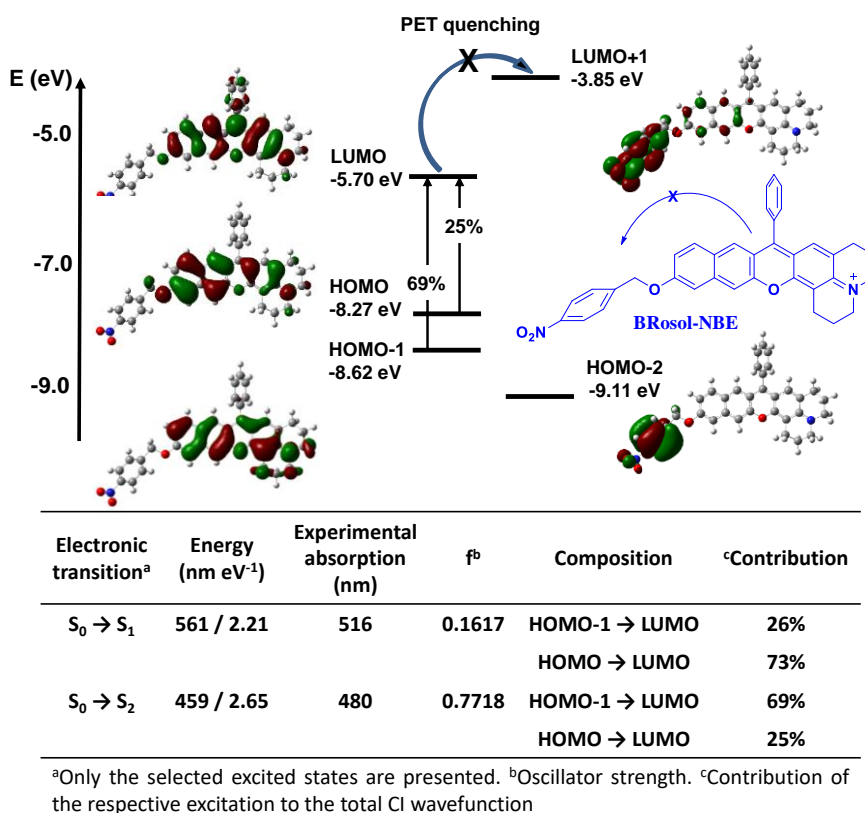 PET quenching
X
LUMO+1
-3.85 eV
E (eV)
-5.0
LUMO
-5.70 eV
25%
X
-7.0
69%
HOMO
-8.27 eV
N+
O
O
O2N
BRosol-NBE
HOMO-1
-8.62 eV
HOMO-2
-9.11 eV
-9.0
Electronic transitionᵃ Energy (nm eV⁻¹) Experimental absorption (nm) fᵇ Composition ᶜContribution
S₀ → S₁ 561 / 2.21 516 0.1617 HOMO-1 → LUMO 26%
HOMO → LUMO 73%
S₀ → S₂ 459 / 2.65 480 0.7718 HOMO-1 → LUMO 69%
HOMO → LUMO 25%
ᵃOnly the selected excited states are presented. ᵇOscillator strength. ᶜContribution of
the respective excitation to the total CI wavefunction